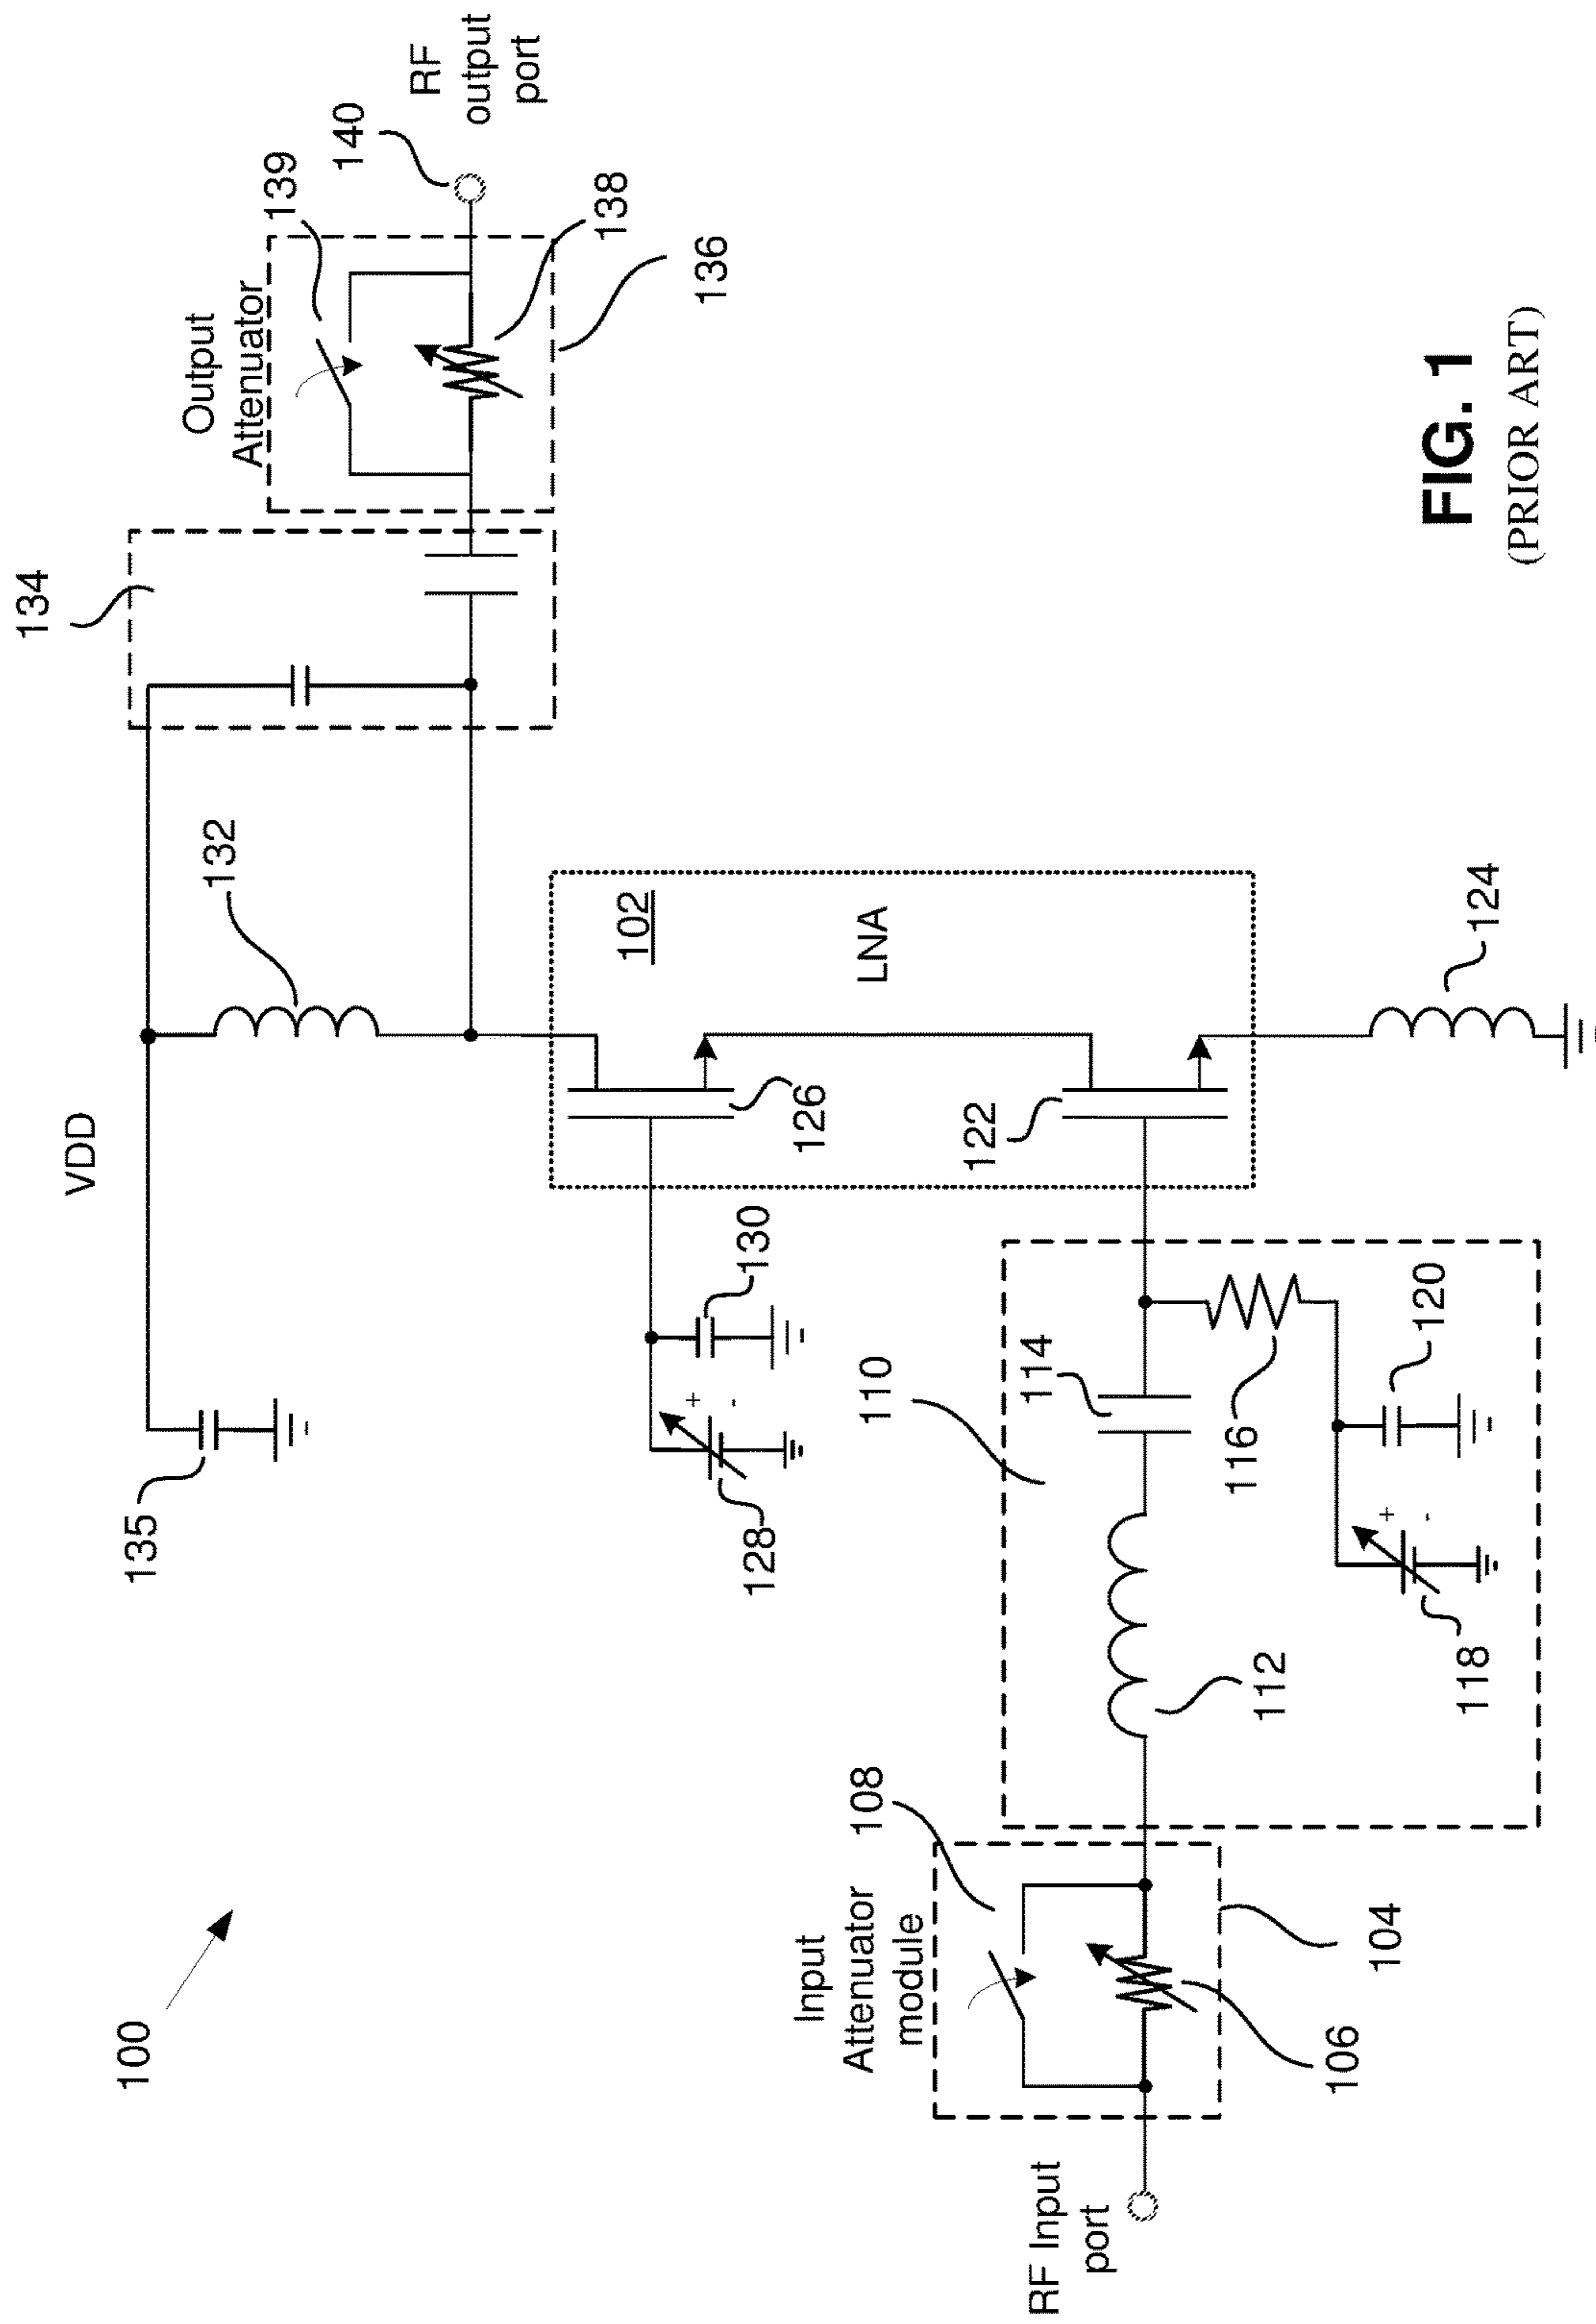 100
VDD
135
132
134
Output
Attenuator
139
140
RF
output
port
138
136
102
LNA
126
130
128
122
124
110
114
116
120
118
112
Input
Attenuator
module
108
104
106
RF Input
port
+
-
+
-
FIG. 1
(PRIOR ART)